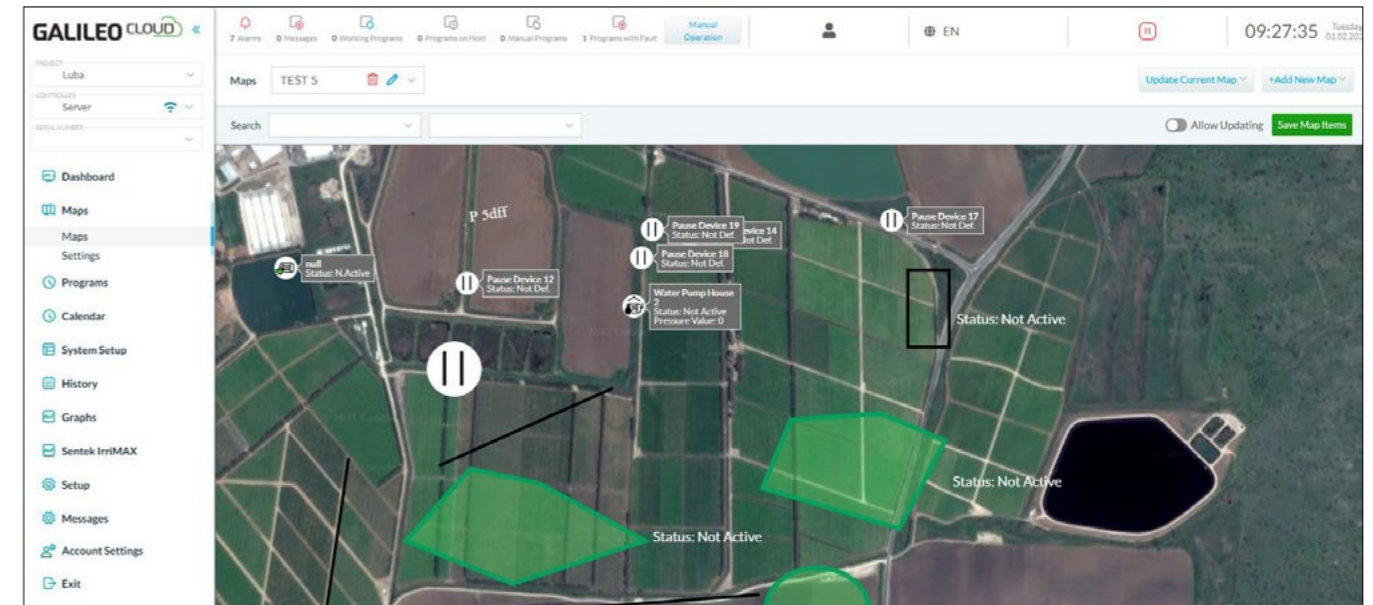 GALILEO CLOUD «
7 Alarms
0 Messages
0 Working Programs
0 Programs on Hold
0 Manual Programs
1 Programs with Fault
Manual Operation
EN
09:27:35
Tuesday
01.02.202
PROJECT
Luba
CONTROLLER
Server
SERIAL NUMBER
Maps
TEST 5
Update Current Map
+Add New Map
Search
Allow Updating
Save Map Items
Dashboard
Maps
Maps
Settings
Programs
Calendar
System Setup
History
Graphs
Sentek IrriMAX
Setup
Messages
Account Settings
Exit
P 5dff
null
Status: N.Active
Pause Device 12
Status: Not Def.
Pause Device 19
Status: Not Def.
evice 14
Not Def.
Pause Device 18
Status: Not Def.
Water Pump House
2
Status: Not Active
Pressure Value: 0
Pause Device 17
Status: Not Def.
Status: Not Active
Status: Not Active
Status: Not Active